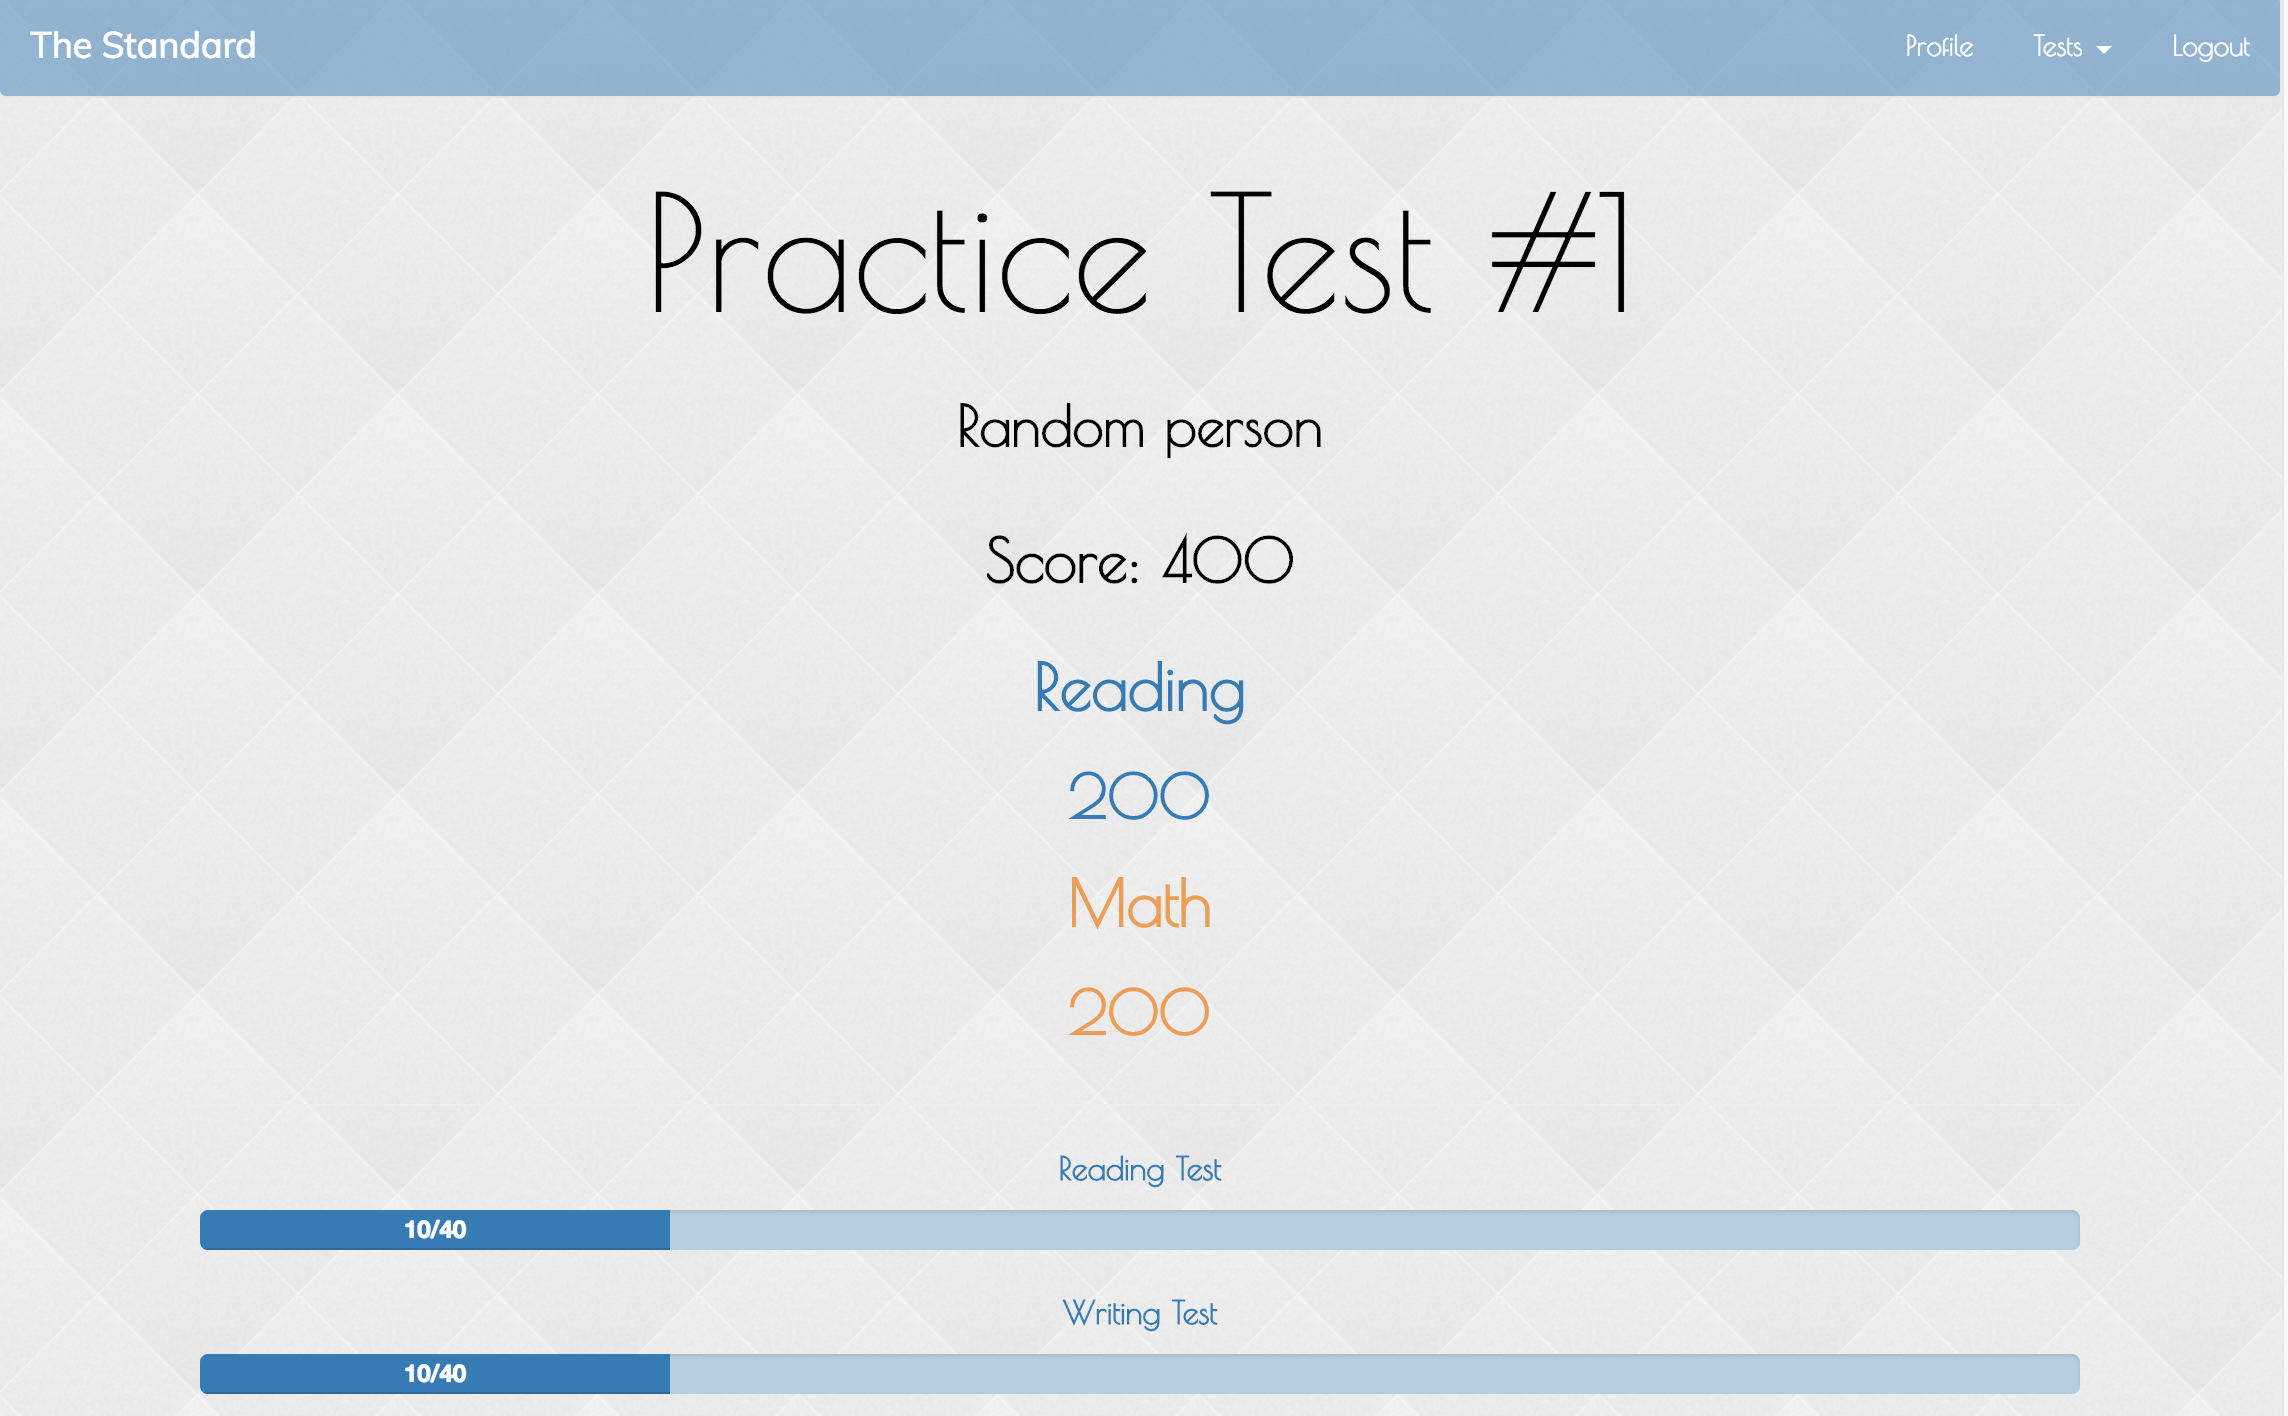 The Standard
Profile
Tests
Logout
Practice Test #1
Random person
Score: 400
Reading
200
Math
200
Reading Test
10/40
Writing Test
10/40